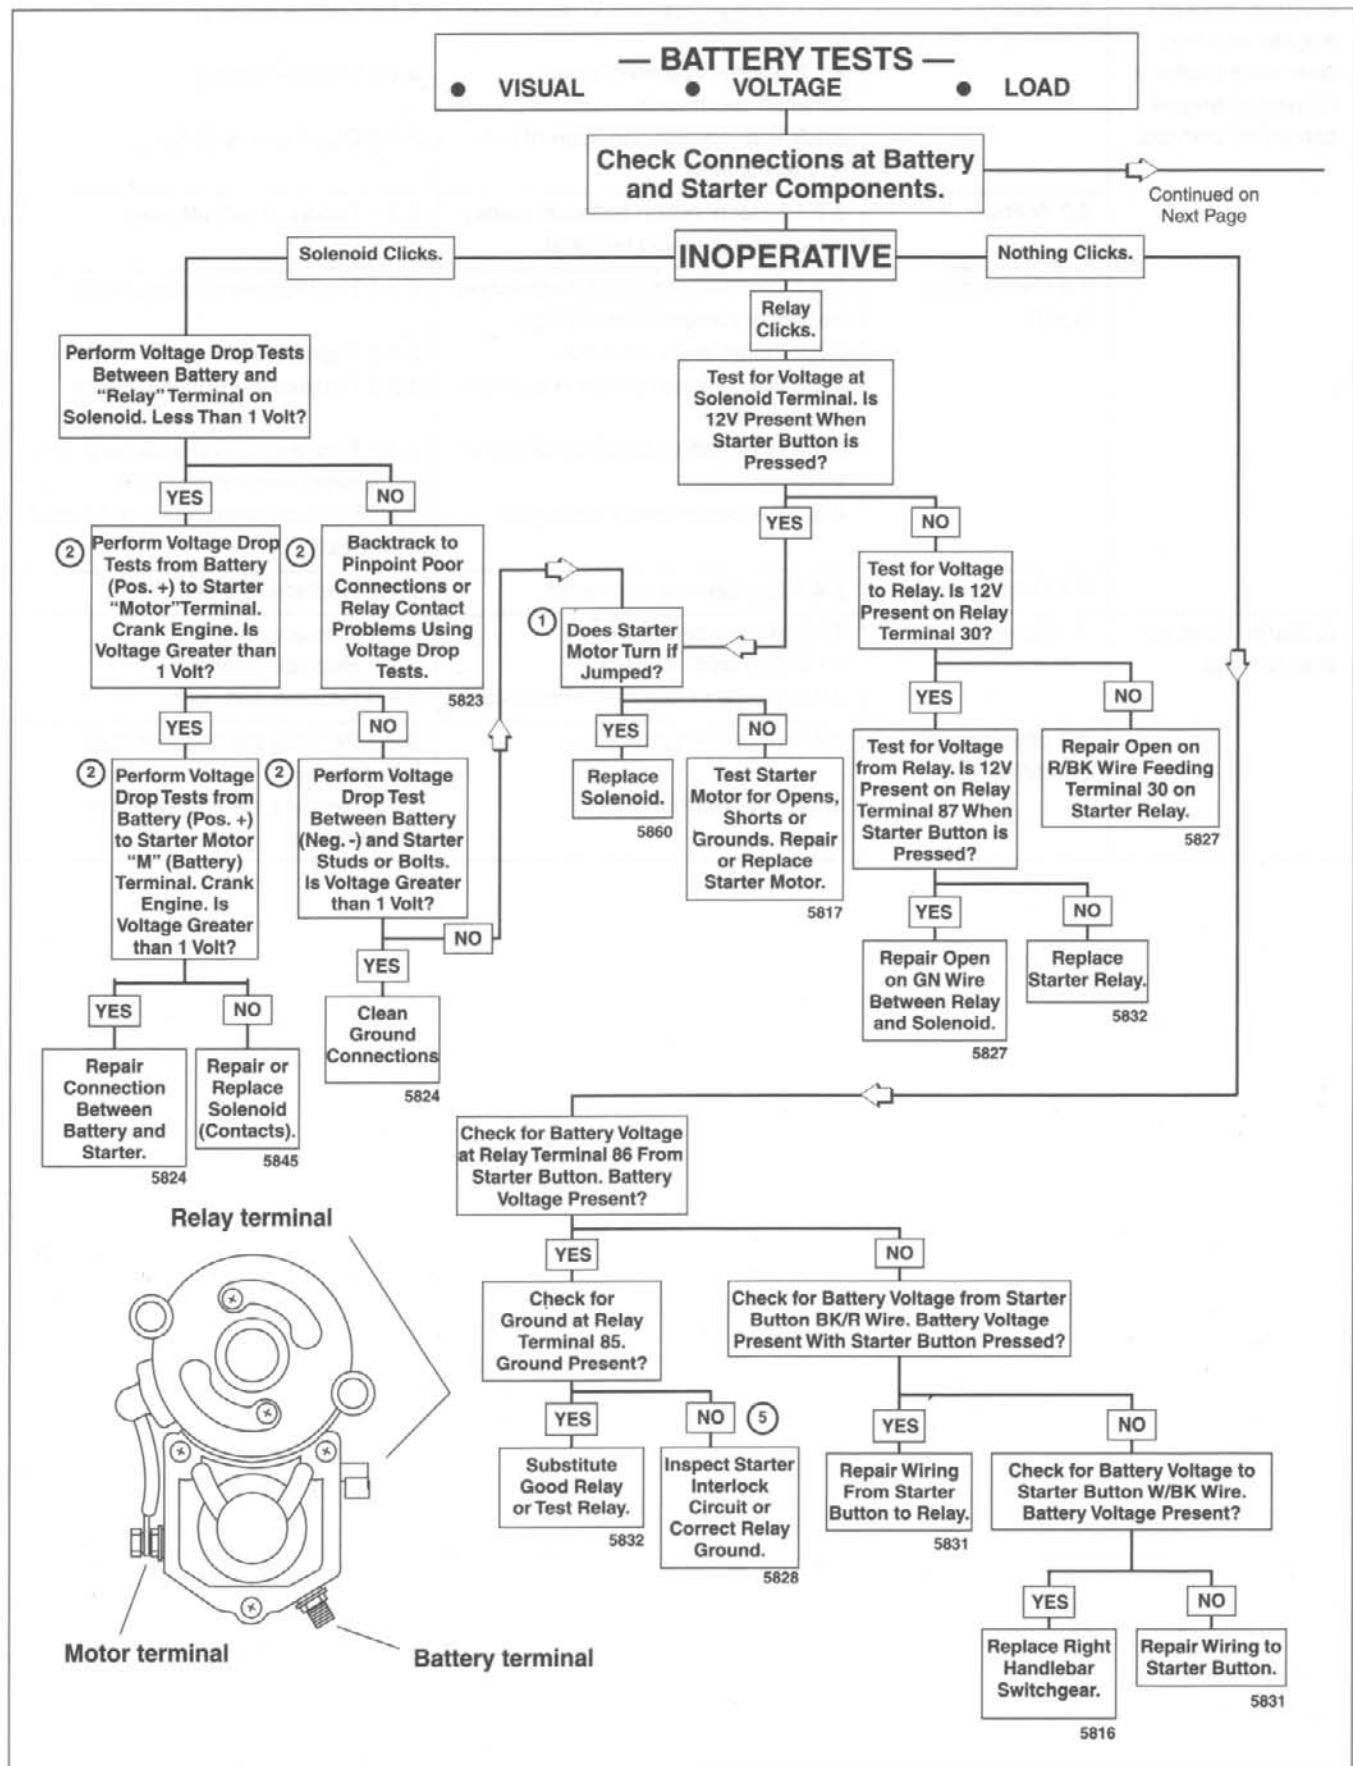 — BATTERY TESTS —
● VISUAL ● VOLTAGE ● LOAD
Check Connections at Battery
and Starter Components.
Continued on
Next Page
Solenoid Clicks.
INOPERATIVE
Nothing Clicks.
Relay
Clicks.
Perform Voltage Drop Tests
Between Battery and
“Relay” Terminal on
Solenoid. Less Than 1 Volt?
Test for Voltage at
Solenoid Terminal. Is
12V Present When
Starter Button is
Pressed?
YES
NO
YES
NO
2
Perform Voltage Drop
Tests from Battery
(Pos. +) to Starter
“Motor” Terminal.
Crank Engine. Is
Voltage Greater than
1 Volt?
2
Backtrack to
Pinpoint Poor
Connections or
Relay Contact
Problems Using
Voltage Drop
Tests.
5823
1
Does Starter
Motor Turn if
Jumped?
Test for Voltage
to Relay. Is 12V
Present on Relay
Terminal 30?
YES
NO
YES
NO
YES
NO
2
Perform Voltage
Drop Tests from
Battery (Pos. +)
to Starter Motor
“M” (Battery)
Terminal. Crank
Engine. Is
Voltage Greater
than 1 Volt?
2
Perform Voltage
Drop Test
Between Battery
(Neg. -) and Starter
Studs or Bolts.
Is Voltage Greater
than 1 Volt?
Replace
Solenoid.
5860
Test Starter
Motor for Opens,
Shorts or
Grounds. Repair
or Replace
Starter Motor.
5817
Test for Voltage
from Relay. Is 12V
Present on Relay
Terminal 87 When
Starter Button is
Pressed?
Repair Open on
R/BK Wire Feeding
Terminal 30 on
Starter Relay.
5827
NO
YES
YES
NO
YES
NO
Clean
Ground
Connections
5824
Repair Open
on GN Wire
Between Relay
and Solenoid.
5827
Replace
Starter Relay.
5832
Repair
Connection
Between
Battery and
Starter.
5824
Repair or
Replace
Solenoid
(Contacts).
5845
Check for Battery Voltage
at Relay Terminal 86 From
Starter Button. Battery
Voltage Present?
YES
NO
Check for
Ground at Relay
Terminal 85.
Ground Present?
Check for Battery Voltage from Starter
Button BK/R Wire. Battery Voltage
Present With Starter Button Pressed?
YES
NO
5
YES
NO
Substitute
Good Relay
or Test Relay.
5832
Inspect Starter
Interlock
Circuit or
Correct Relay
Ground.
5828
Repair Wiring
From Starter
Button to Relay.
5831
Check for Battery Voltage to
Starter Button W/BK Wire.
Battery Voltage Present?
YES
NO
Replace Right
Handlebar
Switchgear.
5816
Repair Wiring to
Starter Button.
5831
Relay terminal
Motor terminal
Battery terminal